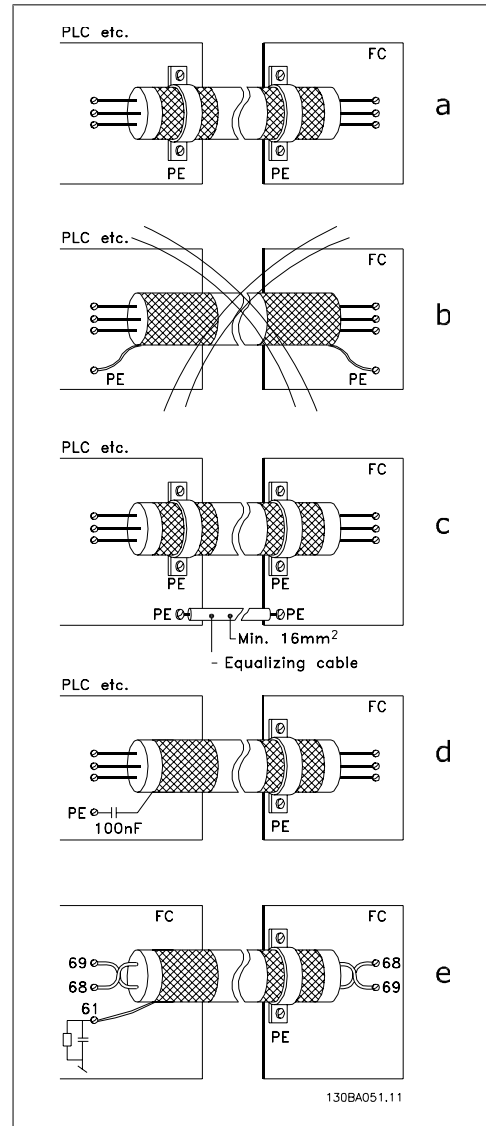 PLC etc.
FC
a
PE
PE
PLC etc.
FC
b
PE
PE
PLC etc.
FC
c
PE
PE
PE
PE
Min. 16mm²
- Equalizing cable
PLC etc.
FC
d
PE
100nF
PE
FC
FC
69
68
68
69
e
61
PE
130BA051.11